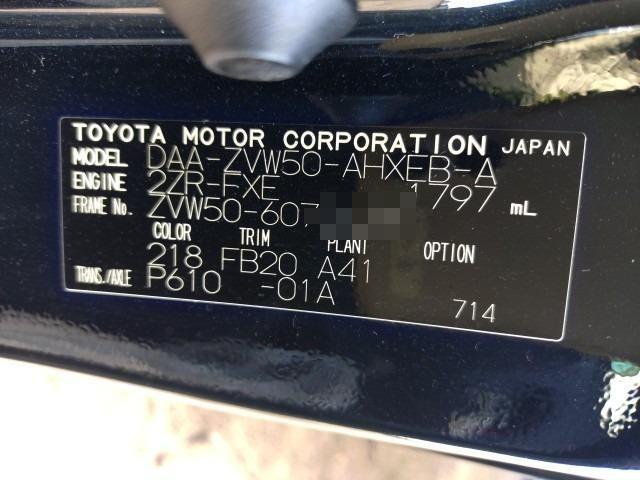 TOYOTA MOTOR CORPORATION JAPAN
MODEL DAA-ZVW50-AHXEB-A
ENGINE 2ZR-FXE 1797 mL
FRAME No. ZVW50-607
COLOR TRIM PLANT OPTION
218 FB20 A41
TRANS./AXLE P610 -01A
714